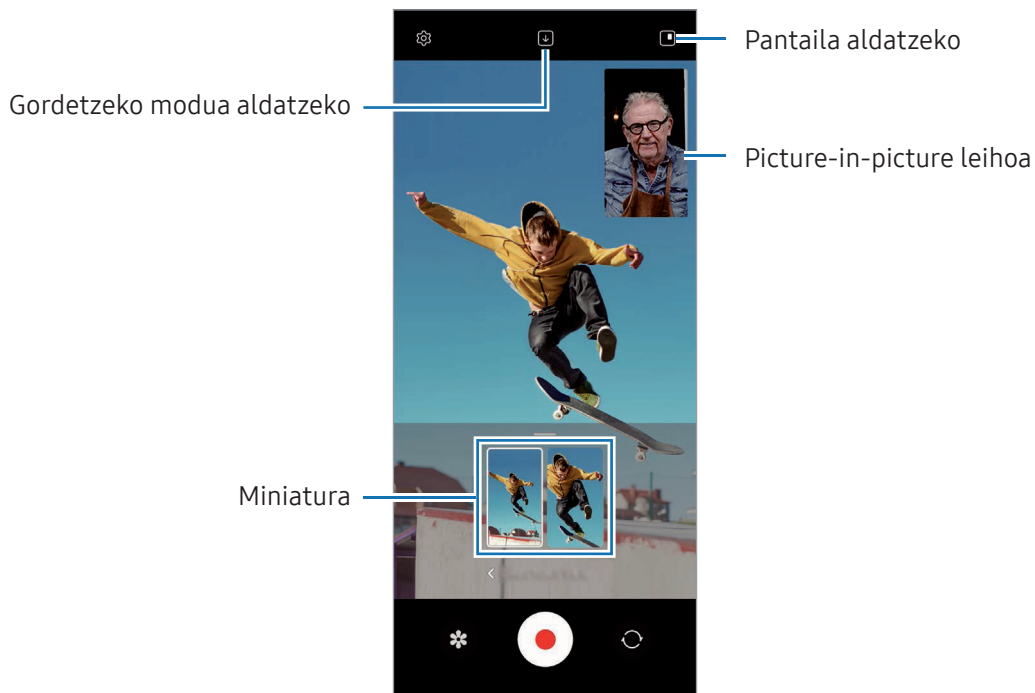 Pantaila aldatzeko
Gordetzeko modua aldatzeko
Picture-in-picture leihoa
Miniatura